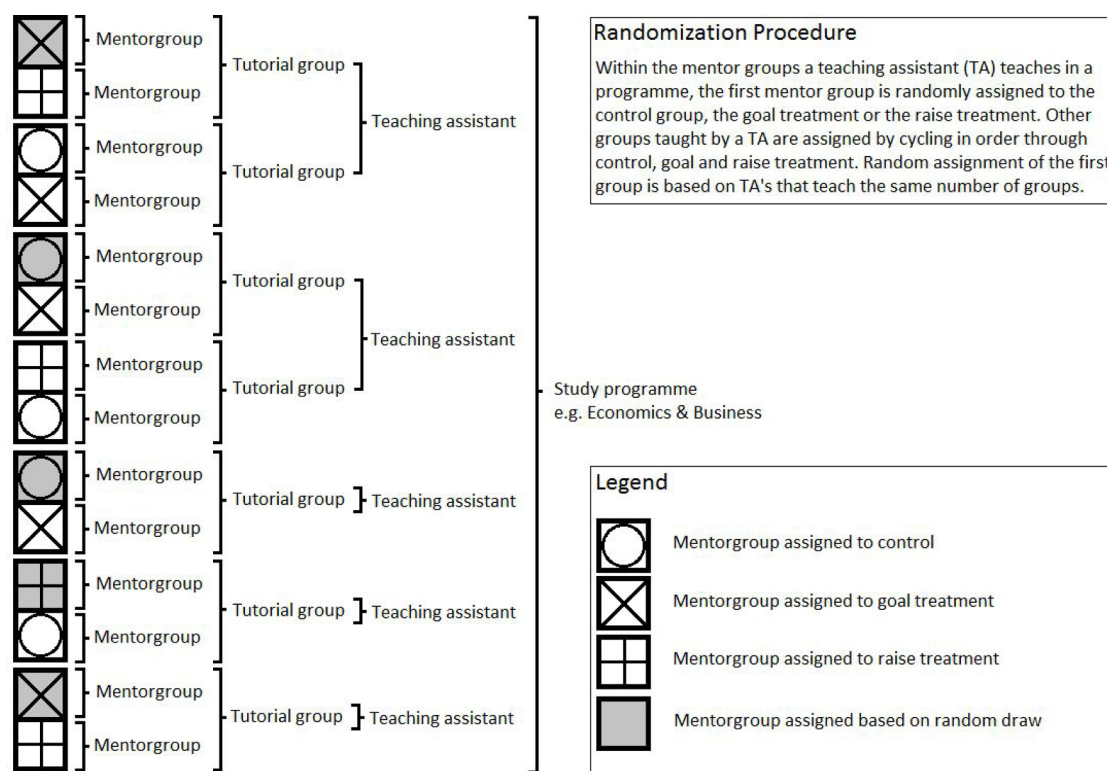 Mentorgroup
Mentorgroup
Mentorgroup
Mentorgroup
Mentorgroup
Mentorgroup
Mentorgroup
Mentorgroup
Mentorgroup
Mentorgroup
Mentorgroup
Mentorgroup
Mentorgroup
Mentorgroup
Tutorial group
Tutorial group
Tutorial group
Tutorial group
Tutorial group
Tutorial group
Tutorial group
Teaching assistant
Teaching assistant
Teaching assistant
Teaching assistant
Teaching assistant
Study programme
e.g. Economics & Business
Randomization Procedure
Within the mentor groups a teaching assistant (TA) teaches in a
programme, the first mentor group is randomly assigned to the
control group, the goal treatment or the raise treatment. Other
groups taught by a TA are assigned by cycling in order through
control, goal and raise treatment. Random assignment of the first
group is based on TA's that teach the same number of groups.
Legend
Mentorgroup assigned to control
Mentorgroup assigned to goal treatment
Mentorgroup assigned to raise treatment
Mentorgroup assigned based on random draw